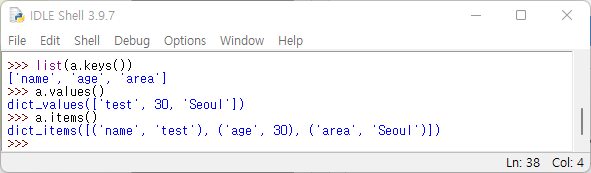 IDLE Shell 3.9.7
File Edit Shell Debug Options Window Help
>>> list(a.keys())
['name', 'age', 'area']
>>> a.values()
dict_values(['test', 30, 'Seoul'])
>>> a.items()
dict_items([('name', 'test'), ('age', 30), ('area', 'Seoul')])
>>>
Ln: 38 Col: 4